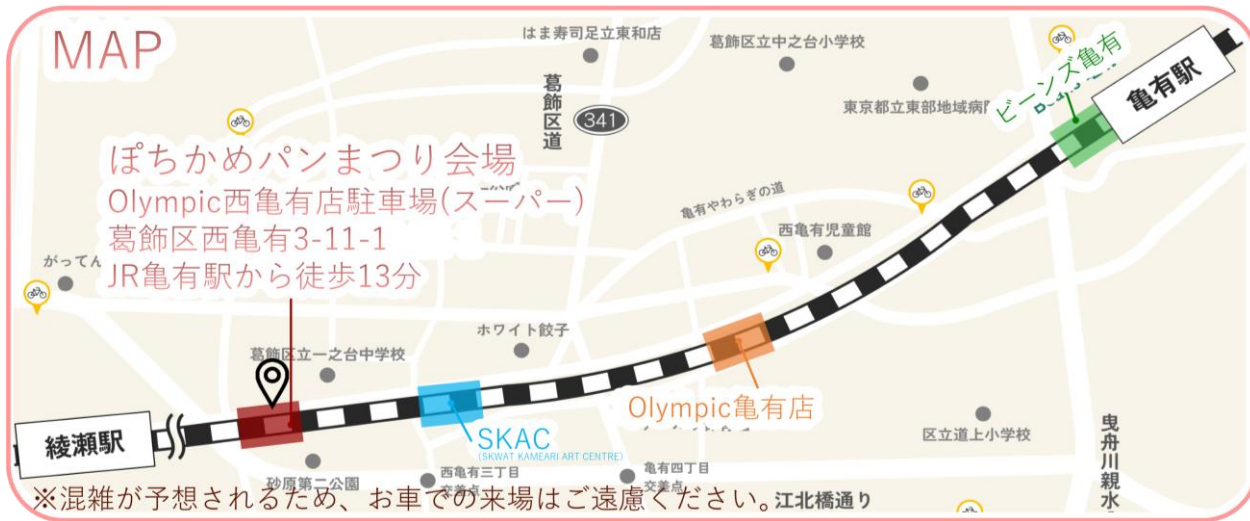 MAP
はま寿司足立東和店
葛飾区立中之台小学校
葛飾区道
341
ビーンズ亀有
亀有駅
東京都立東部地域病院
ぽちかめパンまつり会場
Olympic西亀有店駐車場(スーパー)
葛飾区西亀有3-11-1
JR亀有駅から徒歩13分
亀有やわらぎの道
西亀有児童館
がってん
ホワイト餃子
葛飾区立一之台中学校
Olympic亀有店
綾瀬駅
SKAC
(SKWAT KAMEARI ART CENTRE)
区立道上小学校
曳舟川親水
砂原第二公園
西亀有三丁目
交差点
亀有四丁目
交差点
※混雑が予想されるため、お車での来場はご遠慮ください。
江北橋通り